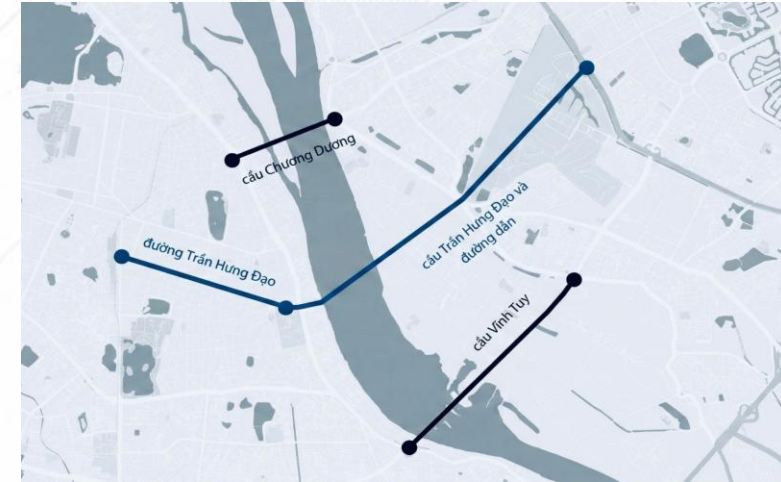 cầu Chương Dương
đường Trần Hưng Đạo
cầu Trần Hưng Đạo và
đường dẫn
cầu Vĩnh Tuy